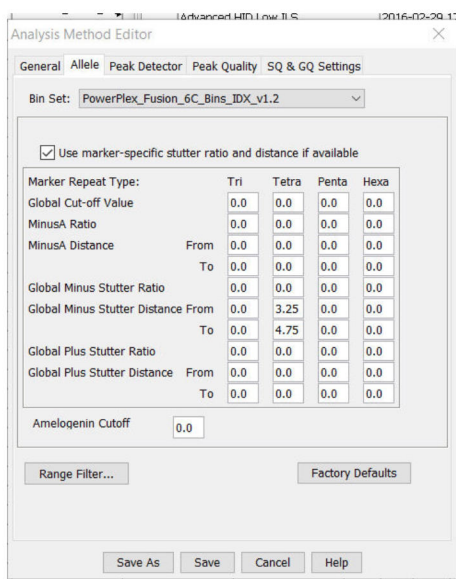 Advanced HID Low ILS 2016-02-29 17
Analysis Method Editor
General Allele Peak Detector Peak Quality SQ & GQ Settings
Bin Set: PowerPlex_Fusion_6C_Bins_IDX_v1.2
Use marker-specific stutter ratio and distance if available
Marker Repeat Type: Tri Tetra Penta Hexa
Global Cut-off Value 0.0 0.0 0.0 0.0
MinusA Ratio 0.0 0.0 0.0 0.0
MinusA Distance From 0.0 0.0 0.0 0.0
To 0.0 0.0 0.0 0.0
Global Minus Stutter Ratio 0.0 0.0 0.0 0.0
Global Minus Stutter Distance From 0.0 3.25 0.0 0.0
To 0.0 4.75 0.0 0.0
Global Plus Stutter Ratio 0.0 0.0 0.0 0.0
Global Plus Stutter Distance From 0.0 0.0 0.0 0.0
To 0.0 0.0 0.0 0.0
Amelogenin Cutoff 0.0
Range Filter... Factory Defaults
Save As Save Cancel Help